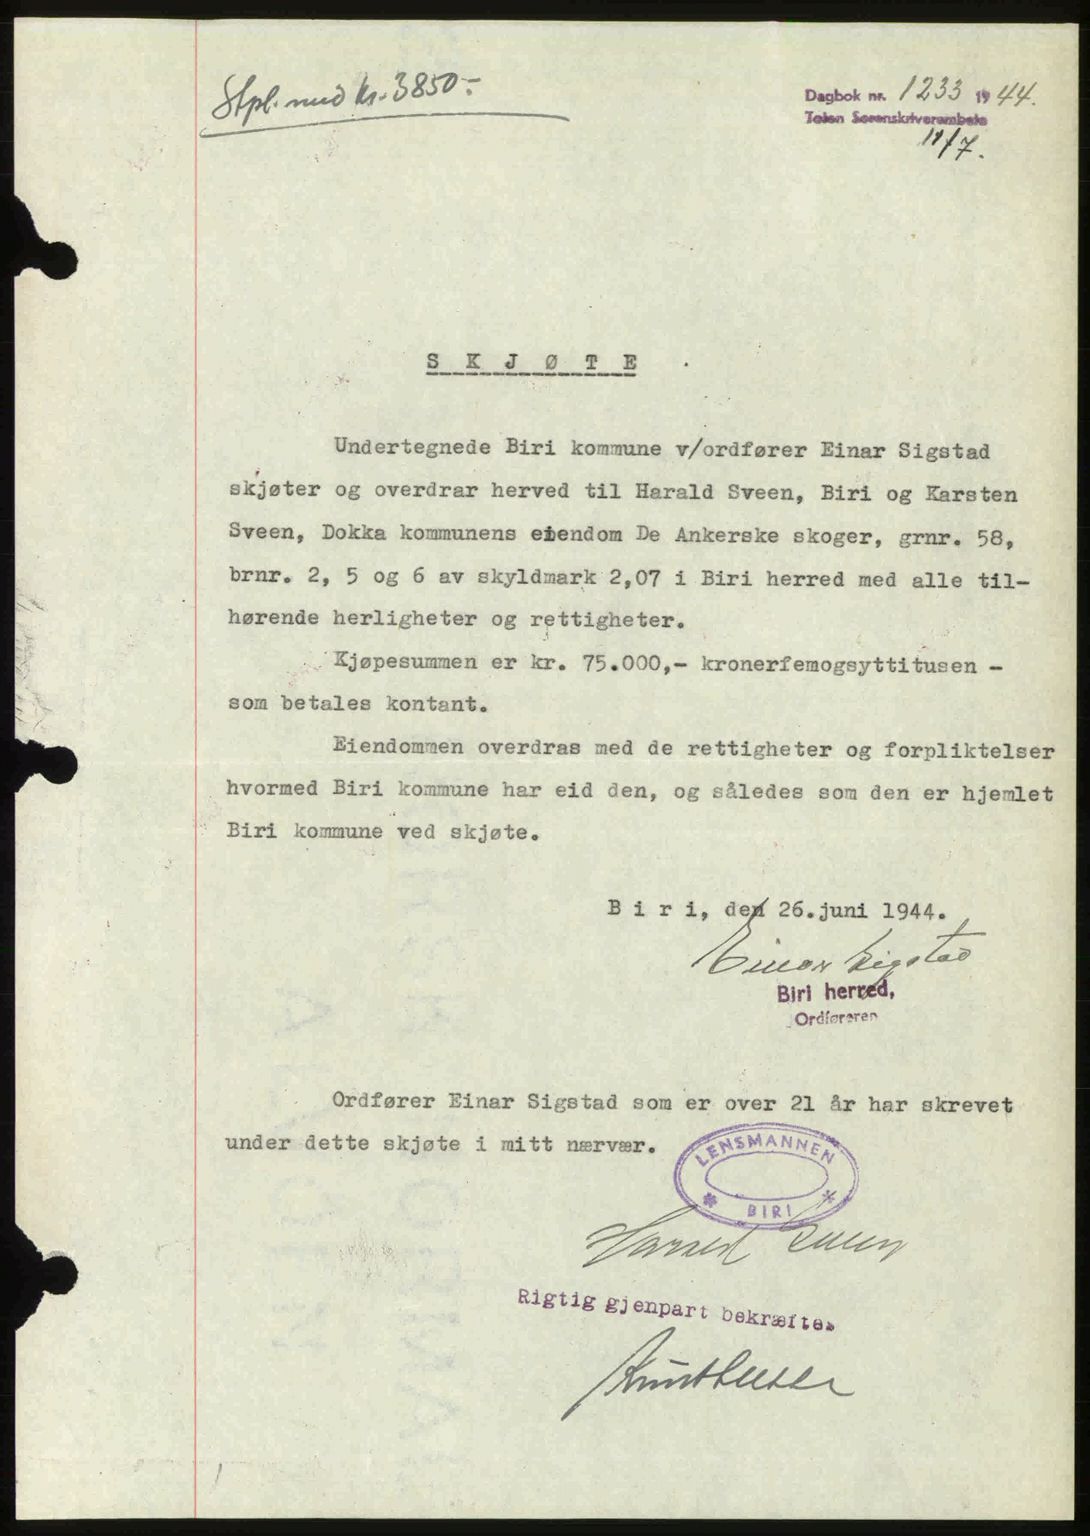 Stpl. med kr. 3850.-
Dagbok nr. 1233 1944.
Toten Sorenskriverembete
11/7.
S K J Ø T E .
Undertegnede Biri kommune v/ordfører Einar Sigstad
skjøter og overdrar herved til Harald Sveen, Biri og Karsten
Sveen, Dokka kommunens eiendom De Ankerske skoger, grnr. 58,
brnr. 2, 5 og 6 av skyldmark 2,07 i Biri herred med alle til-
hørende herligheter og rettigheter.
Kjøpesummen er kr. 75.000,- kronerfemogsyttitusen -
som betales kontant.
Eiendommen overdras med de rettigheter og forpliktelser
hvormed Biri kommune har eid den, og således som den er hjemlet
Biri kommune ved skjøte.
B i r i, den 26.juni 1944.
Einar Sigstad
Biri herred,
Ordføreren
Ordfører Einar Sigstad som er over 21 år har skrevet
under dette skjøte i mitt nærvær.
LENSMANNEN
* BIRI *
Rigtig gjenpart bekræftes